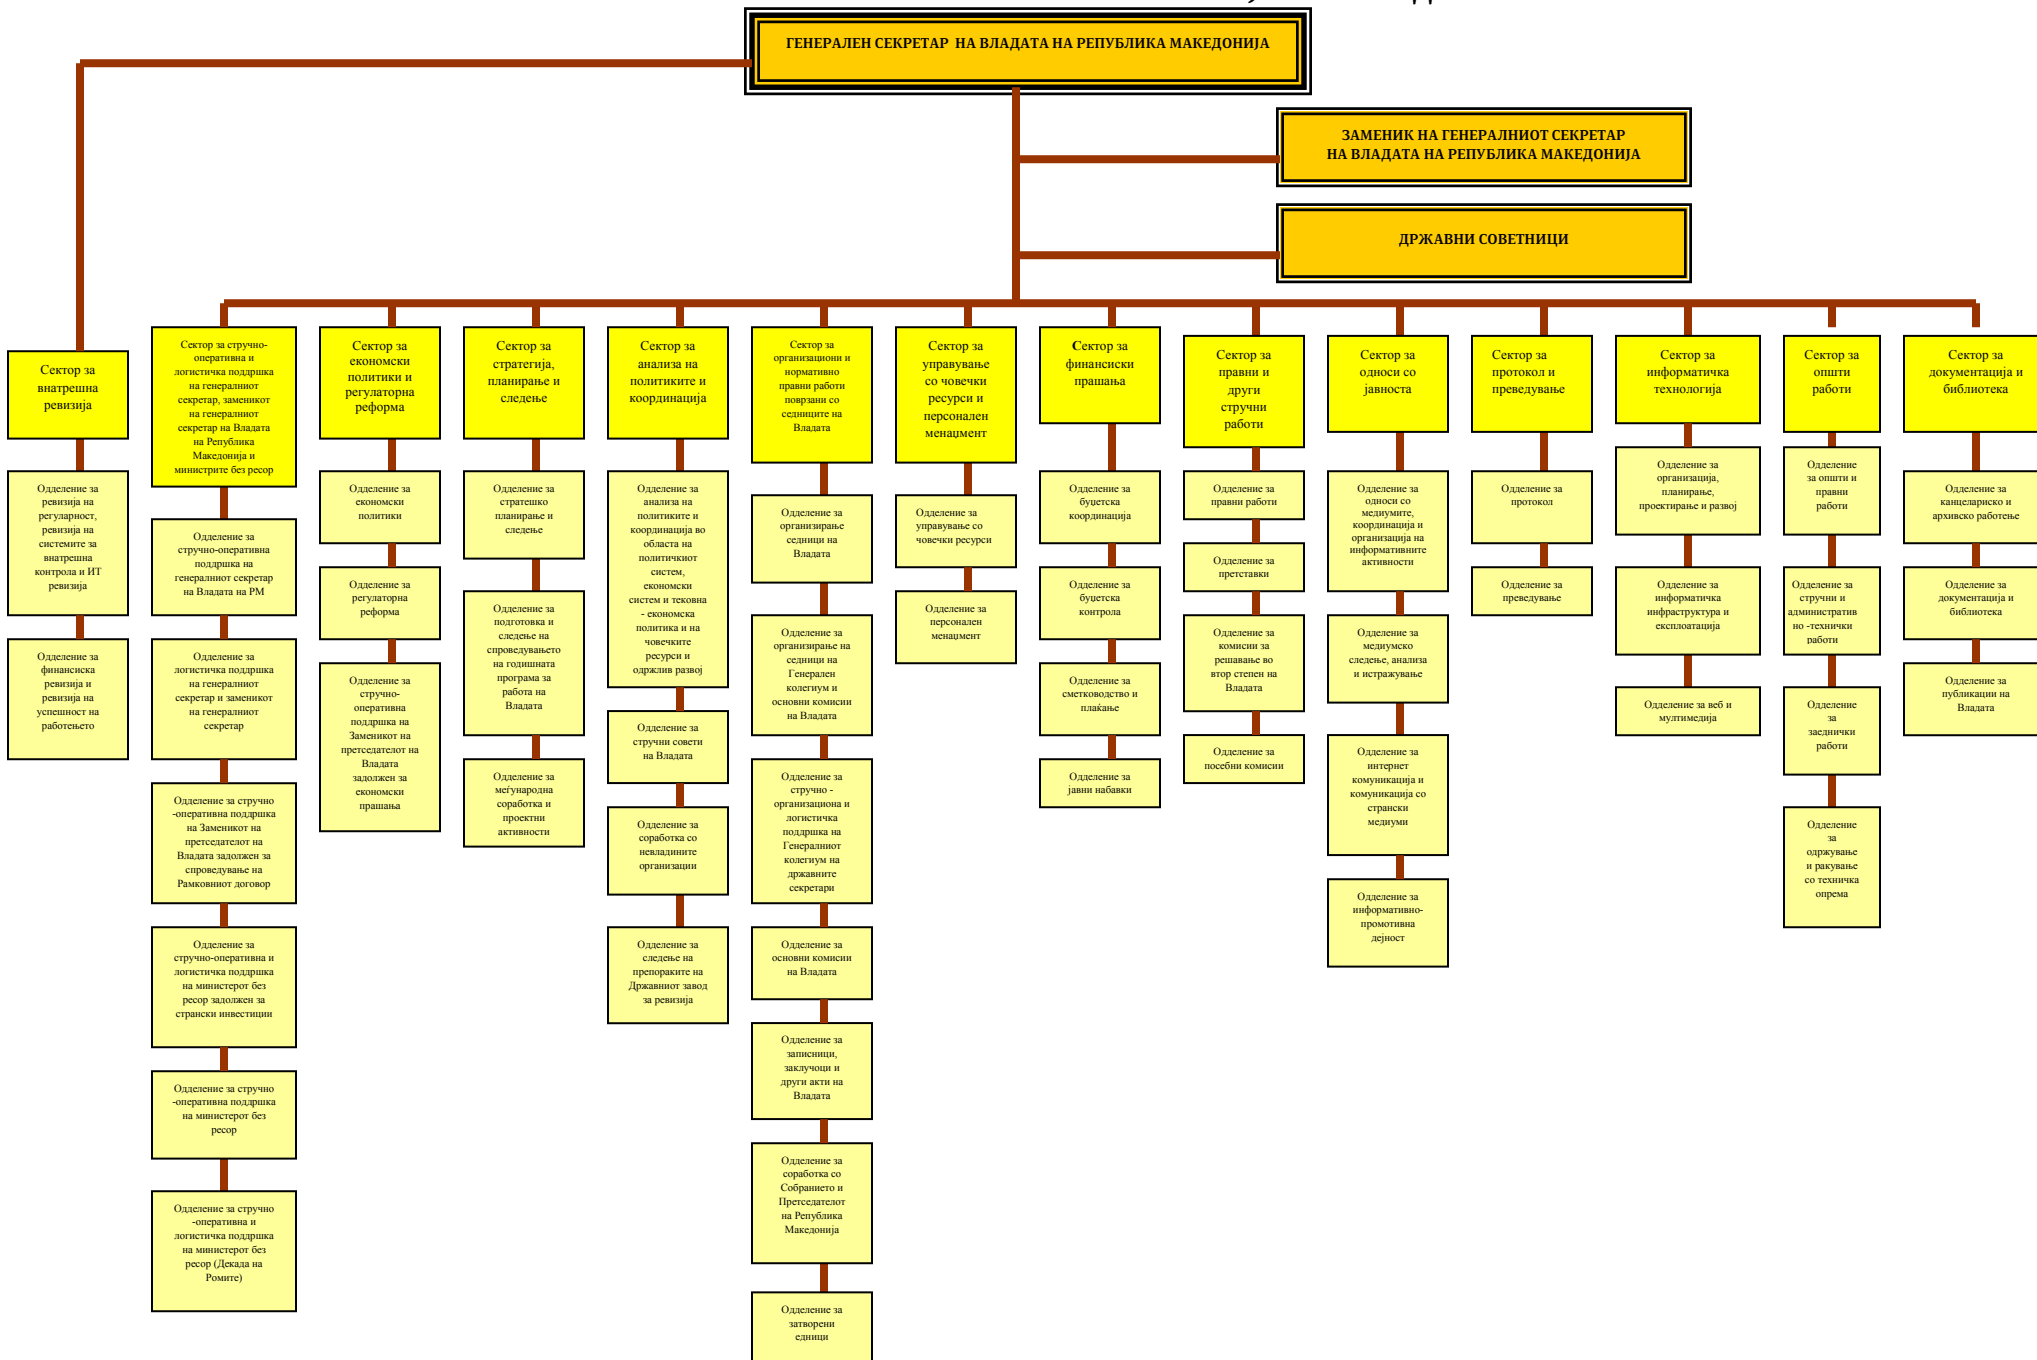 ГЕНЕРАЛЕН СЕКРЕТАР НА ВЛАДАТА НА РЕПУБЛИКА МАКЕДОНИЈА
ЗАМЕНИК НА ГЕНЕРАЛНИОТ СЕКРЕТАР
НА ВЛАДАТА НА РЕПУБЛИКА МАКЕДОНИЈА
ДРЖАВНИ СОВЕТНИЦИ
Сектор за
внатрешна
ревизија
Одделение за
ревизија на
регуларност,
ревизија на
системите за
внатрешна
контрола и ИТ
ревизија
Одделение за
финансиска
ревизија и
ревизија на
успешност на
работењето
Сектор за стручно-
оперативна и
логистичка поддршка
на генералниот
секретар, заменикот
на генералниот
секретар на Владата
на Република
Македонија и
министрите без ресор
Одделение за
стручно-оперативна
поддршка на
генералниот секретар
на Владата на РМ
Одделение за
логистичка поддршка
на генералниот
секретар и заменикот
на генералниот
секретар
Одделение за стручно
-оперативна поддршка
на Заменикот на
претседателот на
Владата задолжен за
спроведување на
Рамковниот договор
Одделение за
стручно-оперативна и
логистичка поддршка
на министерот без
ресор задолжен за
странски инвестиции
Одделение за стручно
-оперативна поддршка
на министерот без
ресор
Одделение за стручно
-оперативна и
логистичка поддршка
на министерот без
ресор (Декада на
Ромите)
Сектор за
економски
политики и
регулаторна
реформа
Одделение за
економски
политики
Одделение за
регулаторна
реформа
Одделение за
стручно-
оперативна
поддршка на
Заменикот на
претседателот на
Владата
задолжен за
економски
прашања
Сектор за
стратегија,
планирање и
следење
Одделение за
стратешко
планирање и
следење
Одделение за
подготовка и
следење на
спроведувањето
на годишната
програма за
работа на
Владата
Одделение за
меѓународна
соработка и
проектни
активности
Сектор за
анализа на
политиките и
координација
Одделение за
анализа на
политиките и
координација во
областа на
политичкиот
систем,
економски
систем и тековна
- економска
политика и на
човечките
ресурси и
одржлив развој
Одделение за
стручни совети
на Владата
Одделение за
соработка со
невладините
организации
Одделение за
следење на
препораките на
Државниот завод
за ревизија
Сектор за
организациони и
нормативно
правни работи
поврзани со
седниците на
Владата
Одделение за
организирање
седници на
Владата
Одделение за
организирање на
седници на
Генерален
колегиум и
основни комисии
на Владата
Одделение за
стручно -
организациона и
логистичка
поддршка на
Генералниот
колегиум на
државните
секретари
Одделение за
основни комисии
на Владата
Одделение за
записници,
заклучоци и
други акти на
Владата
Одделение за
соработка со
Собранието и
Претседателот
на Република
Македонија
Одделение за
затворени
едници
Сектор за
управување
со човечки
ресурси и
персонален
менаџмент
Одделение за
управување со
човечки ресурси
Одделение за
персонален
менаџмент
Сектор за
финансиски
прашања
Одделение за
буџетска
координација
Одделение за
буџетска
контрола
Одделение за
сметководство и
плаќање
Одделение за
јавни набавки
Сектор за
правни и
други
стручни
работи
Одделение за
правни работи
Одделение за
претставки
Одделение за
комисии за
решавање во
втор степен на
Владата
Одделение за
посебни комисии
Сектор за
односи со
јавноста
Одделение за
односи со
медиумите,
координација и
организација на
информативните
активности
Одделение за
медиумско
следење, анализа
и истражување
Одделение за
интернет
комуникација и
комуникација со
странски
медиуми
Одделение за
информативно-
промотивна
дејност
Сектор за
протокол и
преведување
Одделение за
протокол
Одделение за
преведување
Сектор за
информатичка
технологија
Одделение за
организација,
планирање,
проектирање и развој
Одделение за
информатичка
инфраструктура и
експлоатација
Одделение за веб и
мултимедија
Сектор за
општи
работи
Одделение
за општи и
правни
работи
Одделение за
стручни и
административ
но -технички
работи
Одделение
за
заеднички
работи
Одделение
за
одржување
и ракување
со техничка
опрема
Сектор за
документација и
библиотека
Одделение за
канцелариско и
архивско работење
Одделение за
документација и
библиотека
Одделение за
публикации на
Владата